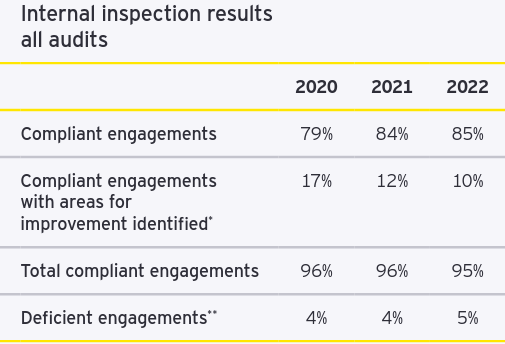 Internal inspection results
all audits
2020 2021 2022
Compliant engagements 79% 84% 85%
Compliant engagements 17% 12% 10%
with areas for
improvement identified*
Total compliant engagements 96% 96% 95%
Deficient engagements** 4% 4% 5%